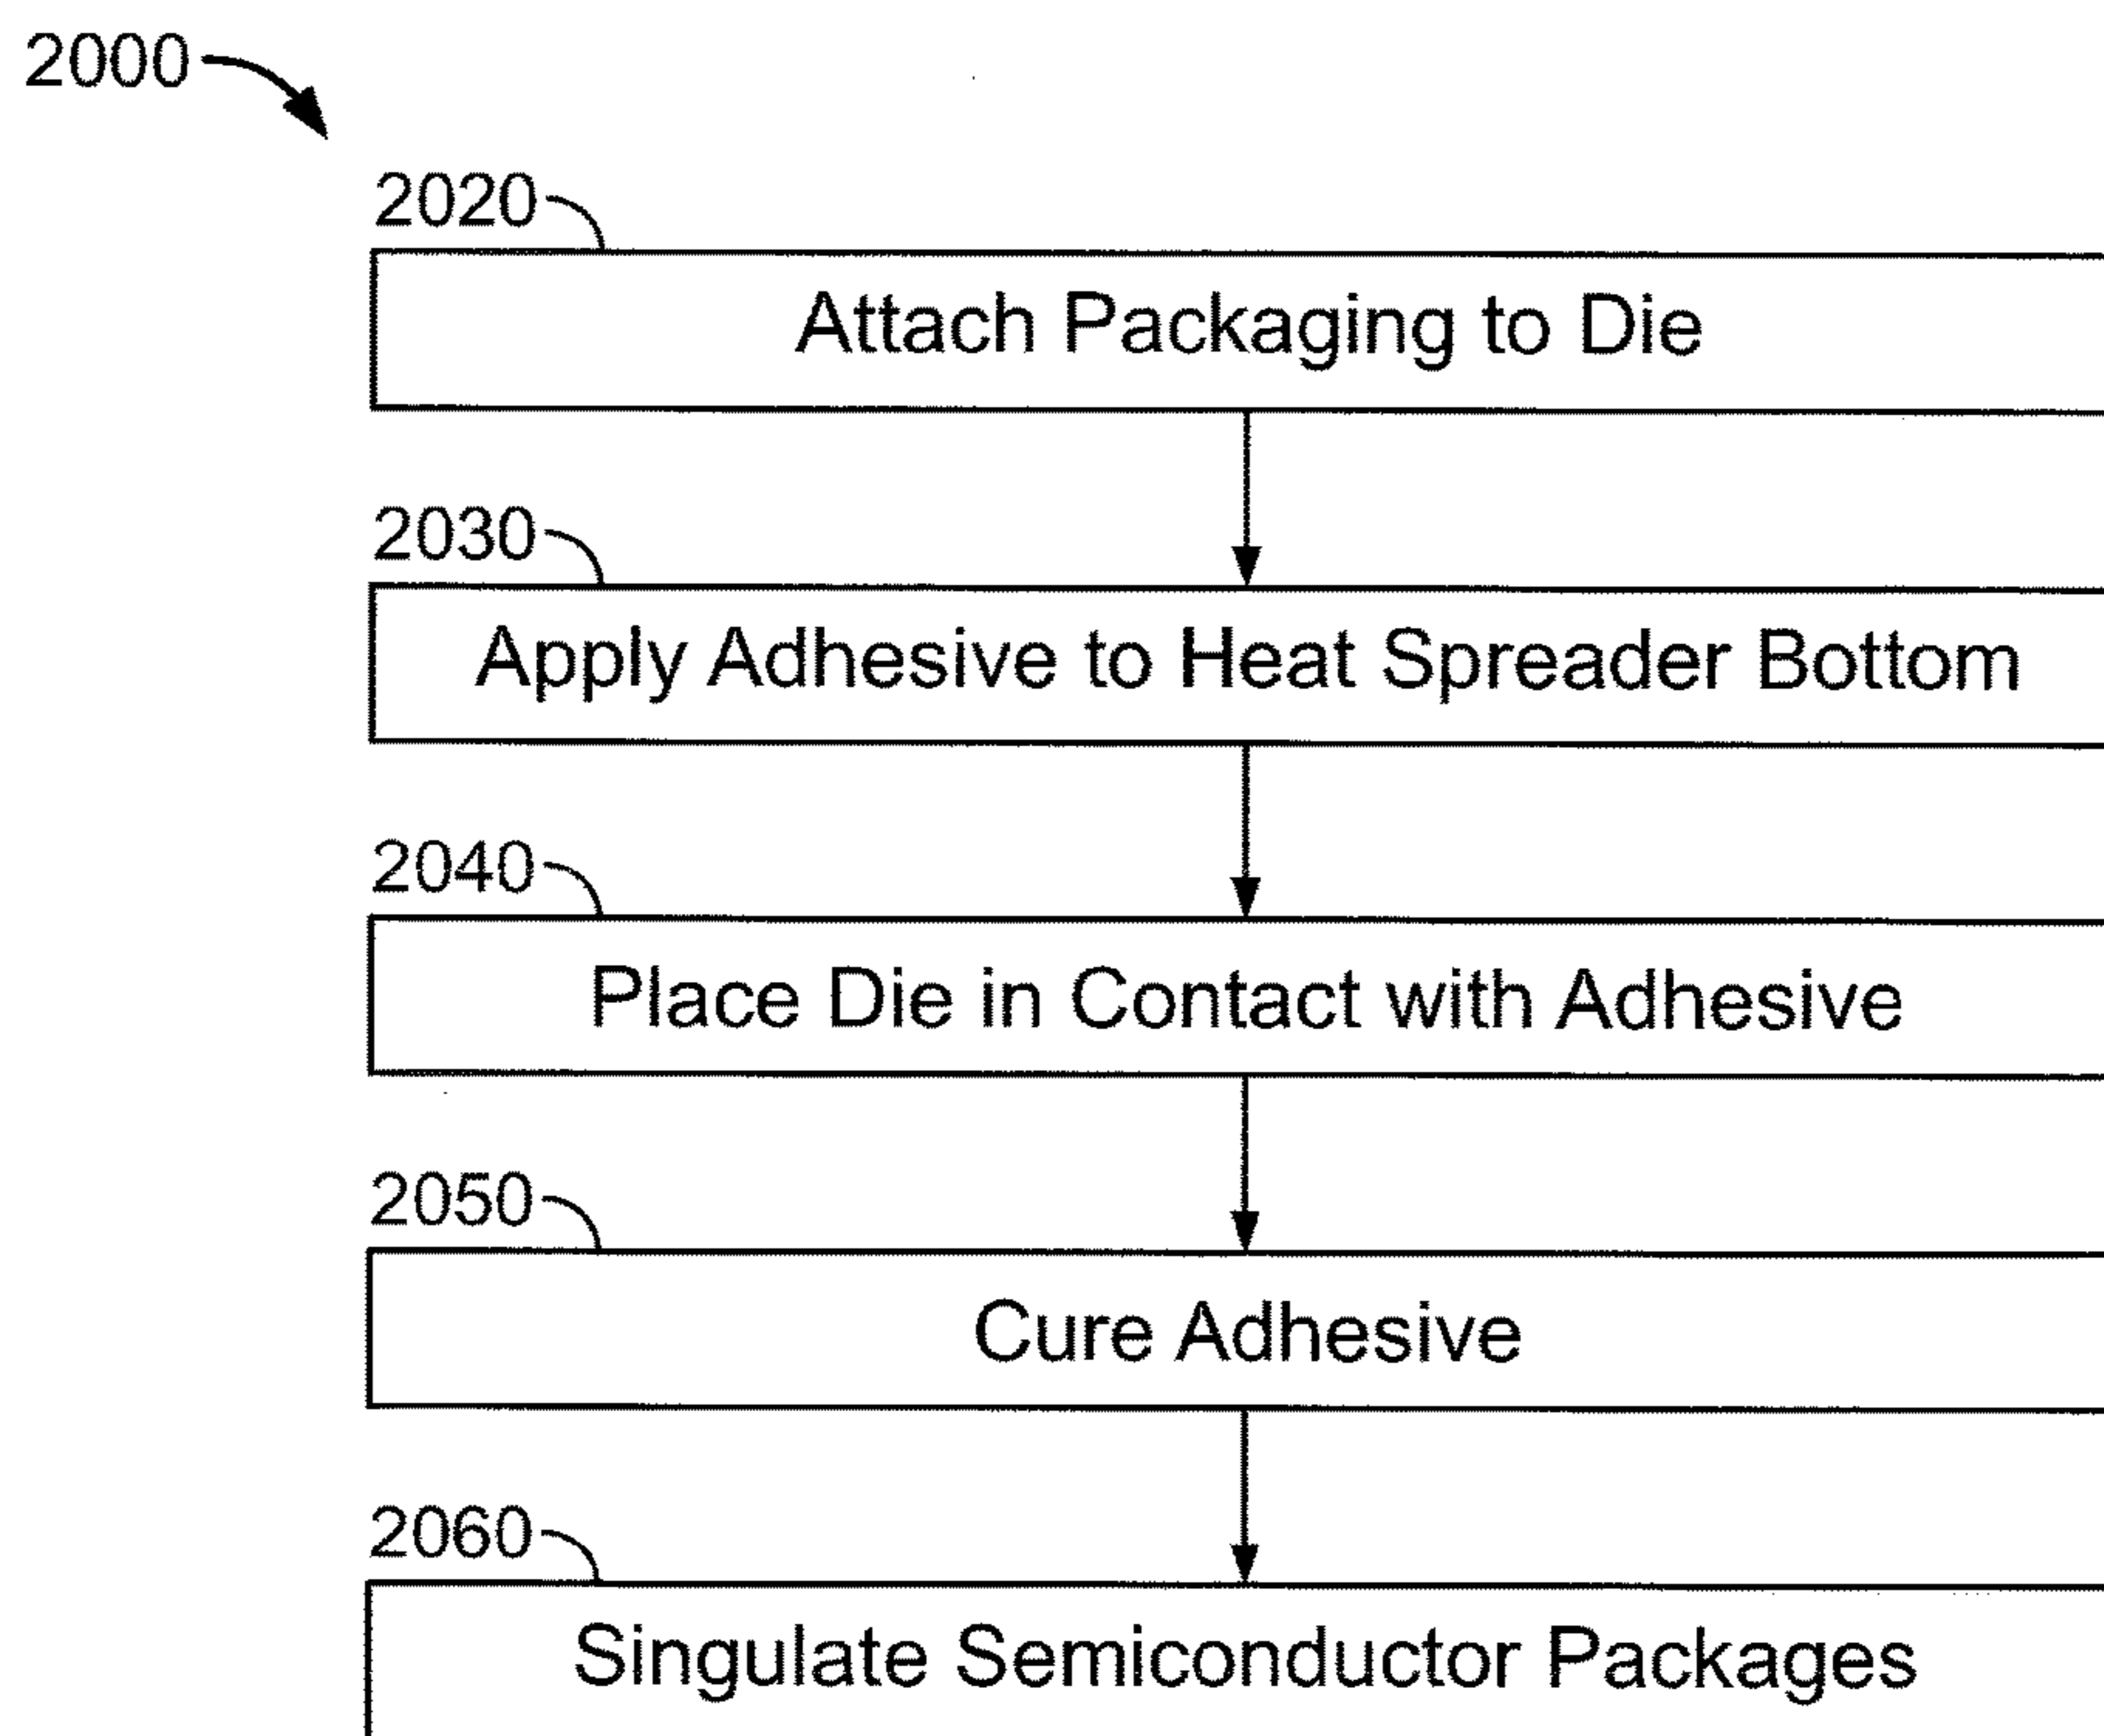 2000
2020
Attach Packaging to Die
2030
Apply Adhesive to Heat Spreader Bottom
2040
Place Die in Contact with Adhesive
2050
Cure Adhesive
2060
Singulate Semiconductor Packages